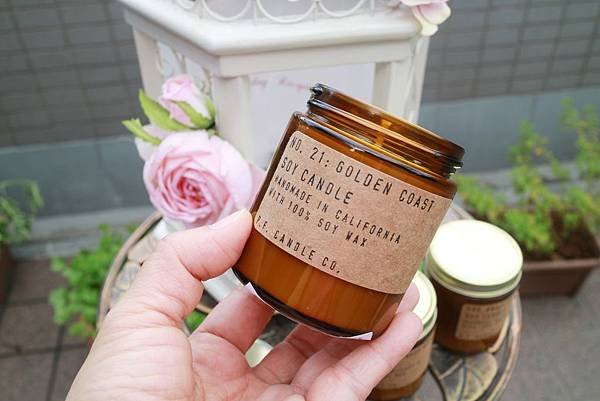 NO. 21: GOLDEN COAST
SOY CANDLE
HANDMADE IN CALIFORNIA
WITH 100% SOY WAX
P.F. CANDLE CO.